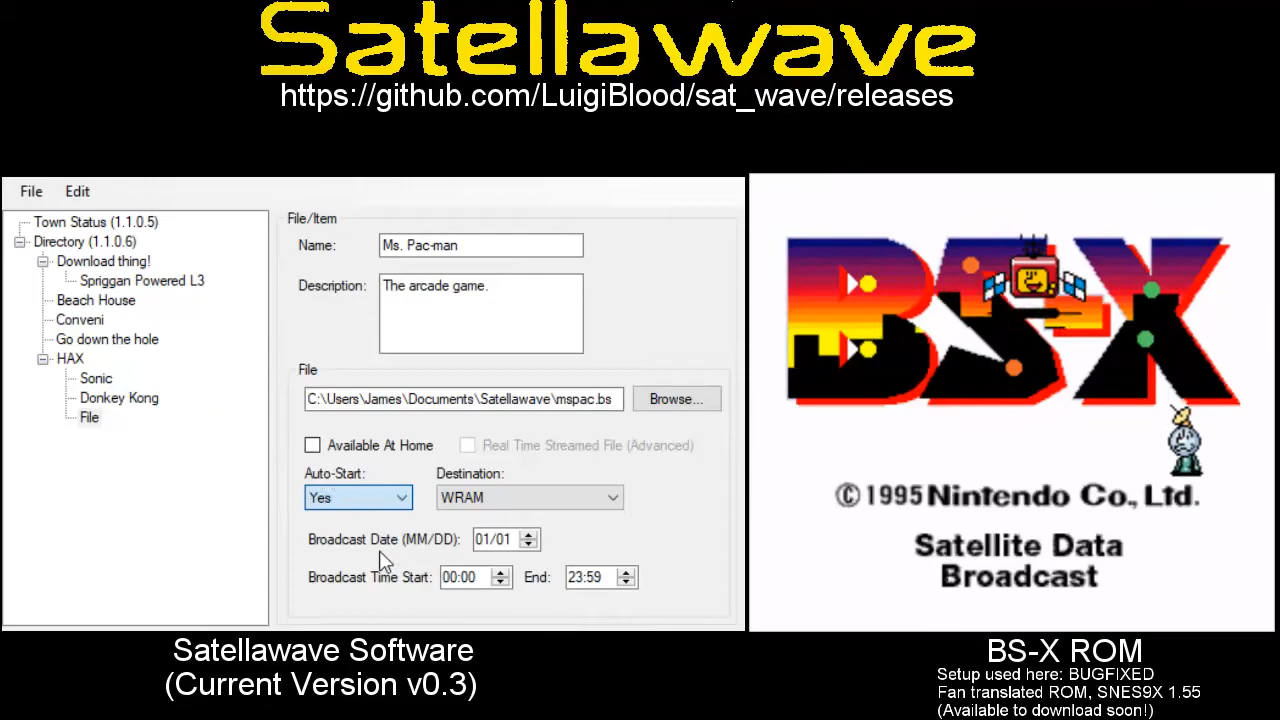 Satellawave
https://github.com/LuigiBlood/sat_wave/releases
File Edit
Town Status (1.1.0.5)
Directory (1.1.0.6)
Download thing!
Spriggan Powered L3
Beach House
Conveni
Go down the hole
HAX
Sonic
Donkey Kong
File
File/Item
Name: Ms. Pac-man
Description: The arcade game.
File
C:\Users\James\Documents\Satellawave\mspac.bs Browse...
Available At Home Real Time Streamed File (Advanced)
Auto-Start: Destination:
Yes WRAM
Broadcast Date (MM/DD): 01/01
Broadcast Time Start: 00:00 End: 23:59
BS-X
©1995 Nintendo Co., Ltd.
Satellite Data
Broadcast
Satellawave Software
(Current Version v0.3)
BS-X ROM
Setup used here: BUGFIXED
Fan translated ROM, SNES9X 1.55
(Available to download soon!)